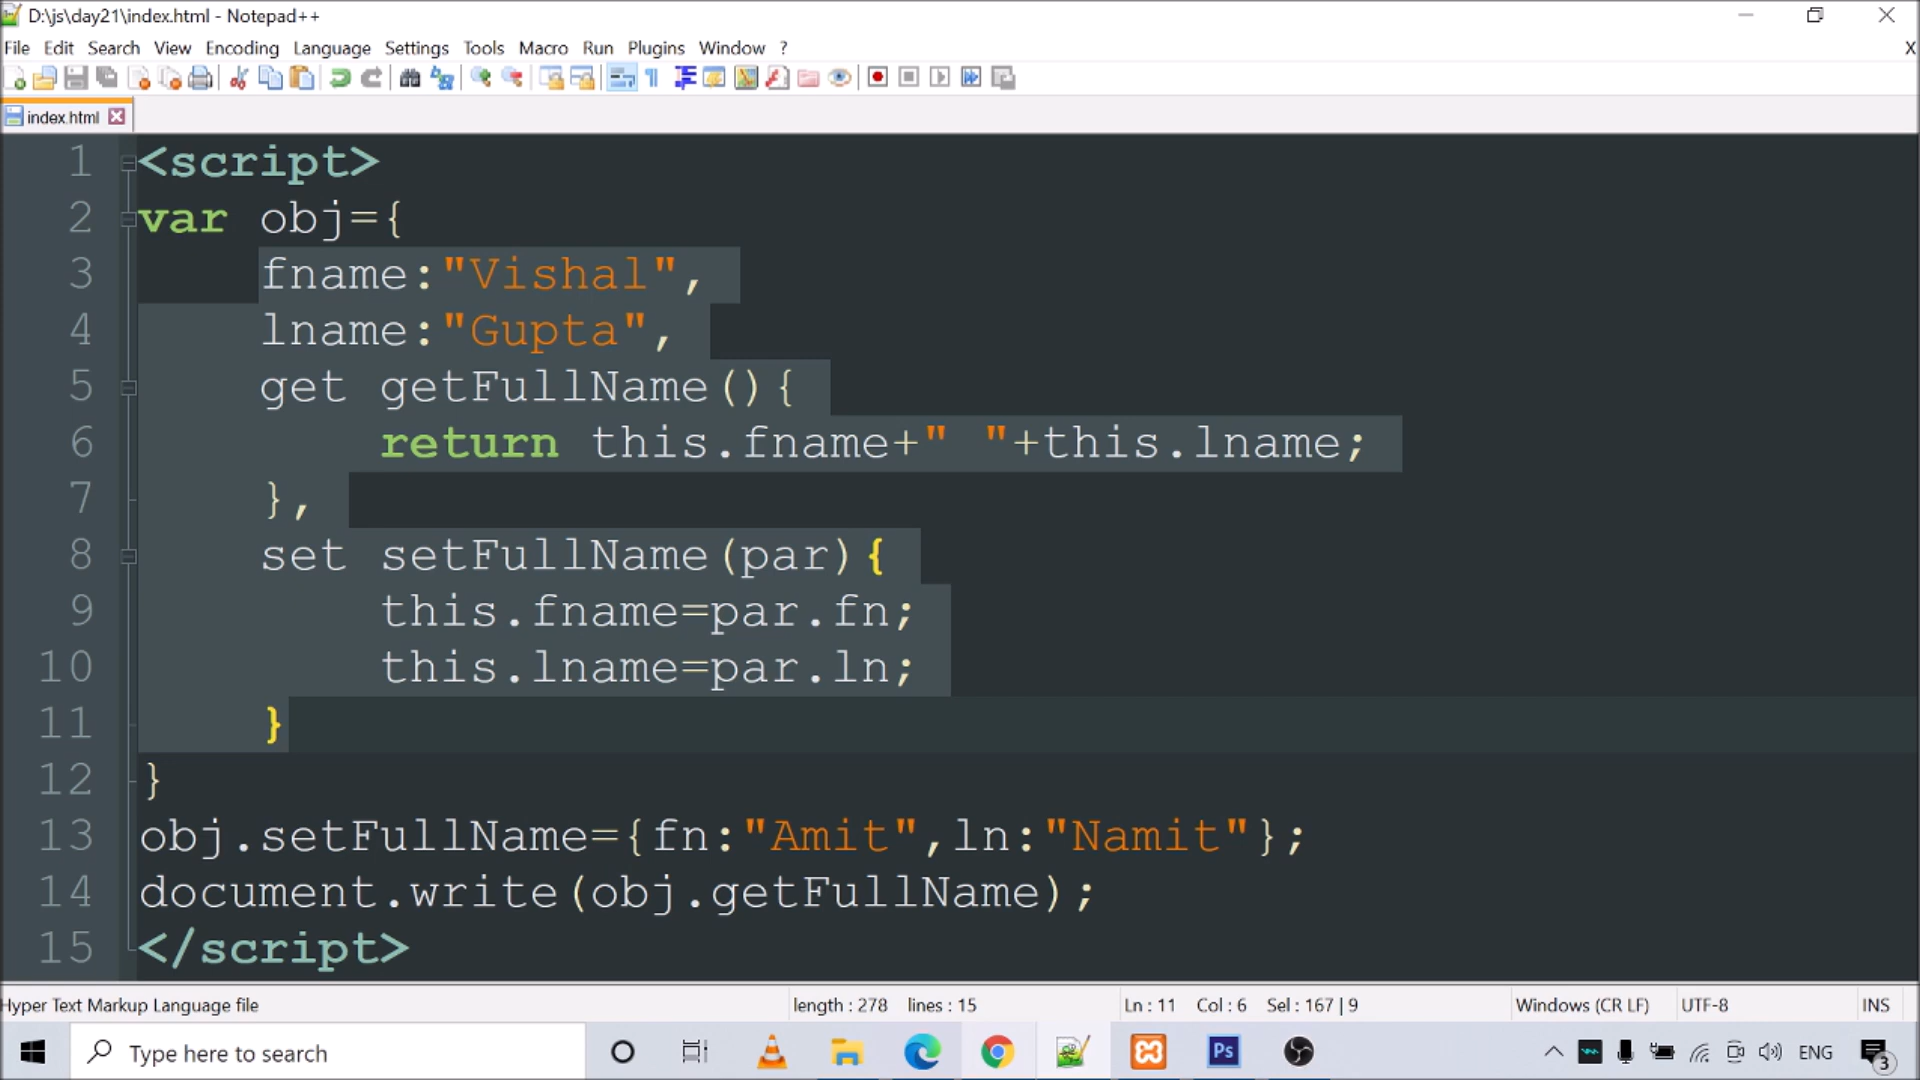 D:\js\day21\index.html - Notepad++
File Edit Search View Encoding Language Settings Tools Macro Run Plugins Window ? X
index.html
1 <script>
2 var obj={
3 fname:"Vishal",
4 lname:"Gupta",
5 get getFullName(){
6 return this.fname+" "+this.lname;
7 },
8 set setFullName(par){
9 this.fname=par.fn;
10 this.lname=par.ln;
11 }
12 }
13 obj.setFullName={fn:"Amit",ln:"Namit"};
14 document.write(obj.getFullName);
15 </script>
Hyper Text Markup Language file length : 278 lines : 15 Ln : 11 Col : 6 Sel : 167 | 9 Windows (CR LF) UTF-8 INS
Type here to search Ps ENG 3